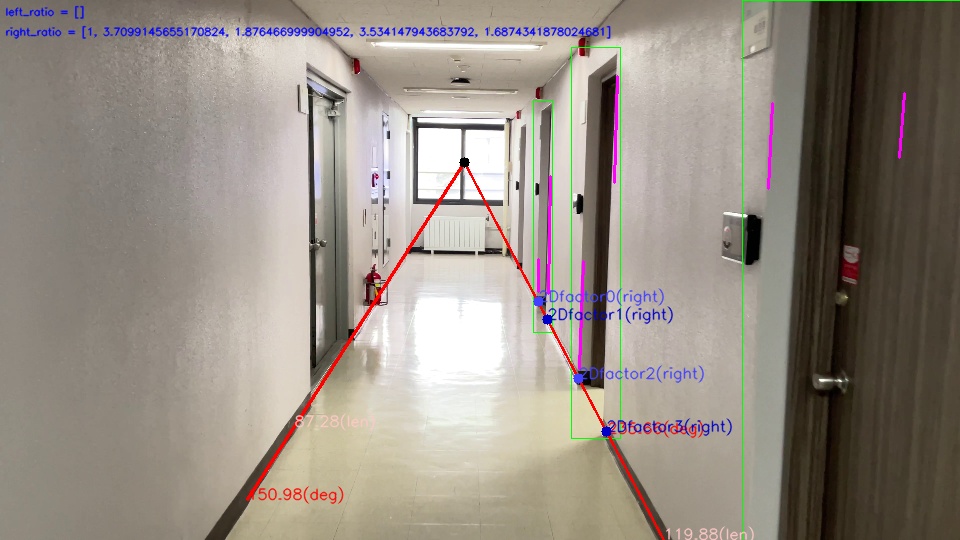 left_ratio = []
right_ratio = [1, 3.7099145655170824, 1.876466999904952, 3.534147943683792, 1.6874341878024681]
2Dfactor0(right)
2Dfactor1(right)
2Dfactor2(right)
87.28(len)
2Dfactor3(right)
150.98(deg)
119.88(len)